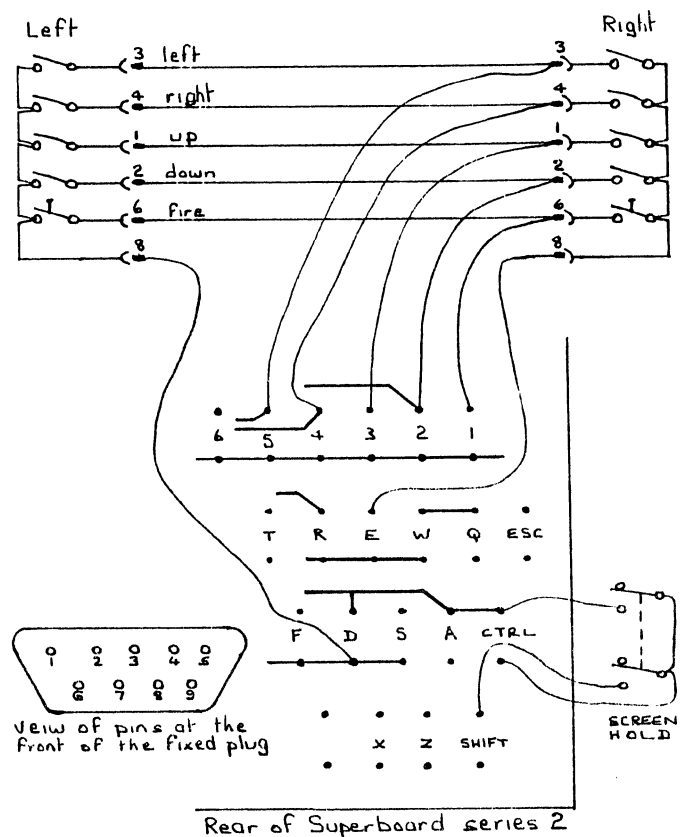 Left
Right
3 left 3
4 right 4
1 up 1
2 down 2
6 fire 6
8 8
6 5 4 3 2 1
T R E W Q ESC
F D S A CTRL
1 2 3 4 5
6 7 8 9
veiw of pins at the
front of the fixed plug
X Z SHIFT
SCREEN
HOLD
Rear of Superboard series 2